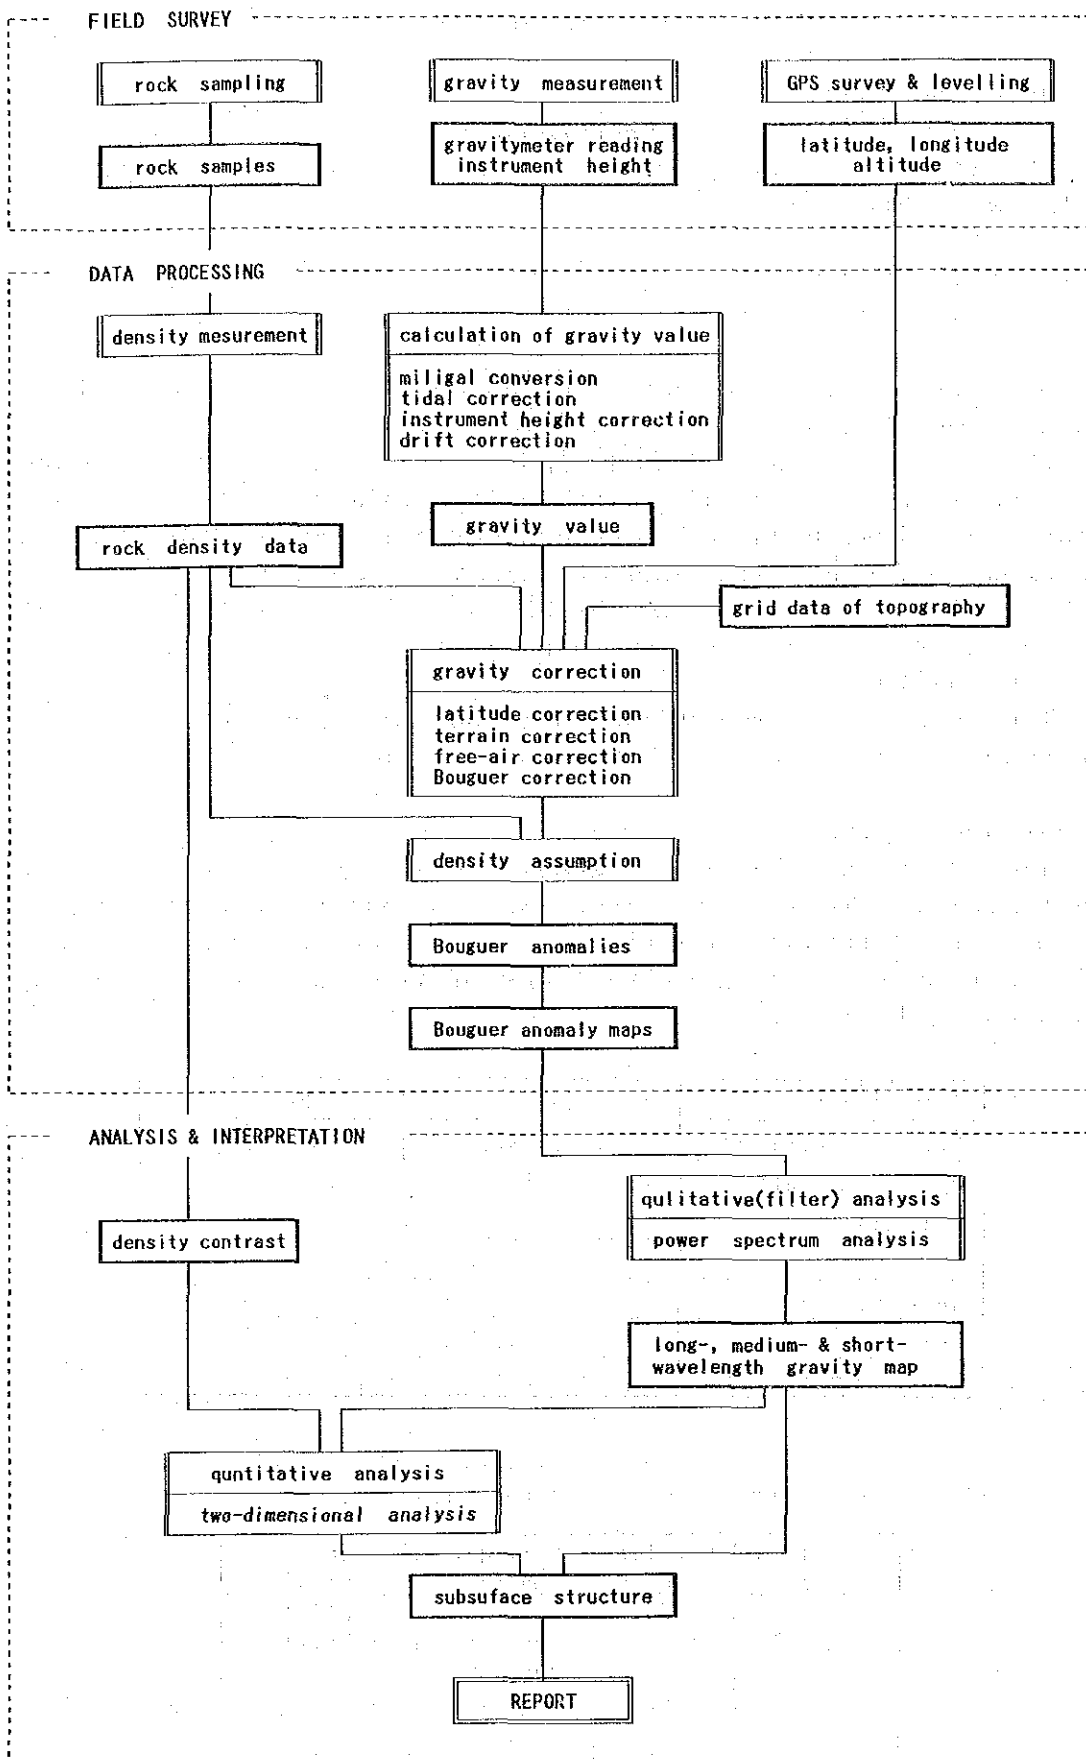 FIELD SURVEY
rock sampling
gravity measurement
GPS survey & levelling
rock samples
gravitymeter reading
instrument height
latitude, longitude
altitude
DATA PROCESSING
density mesurement
calculation of gravity value
miligal conversion
tidal correction
instrument height correction
drift correction
gravity value
rock density data
grid data of topography
gravity correction
latitude correction
terrain correction
free-air correction
Bouguer correction
density assumption
Bouguer anomalies
Bouguer anomaly maps
ANALYSIS & INTERPRETATION
qulitative(filter) analysis
power spectrum analysis
density contrast
long-, medium- & short-
wavelength gravity map
quntitative analysis
two-dimensional analysis
subsuface structure
REPORT